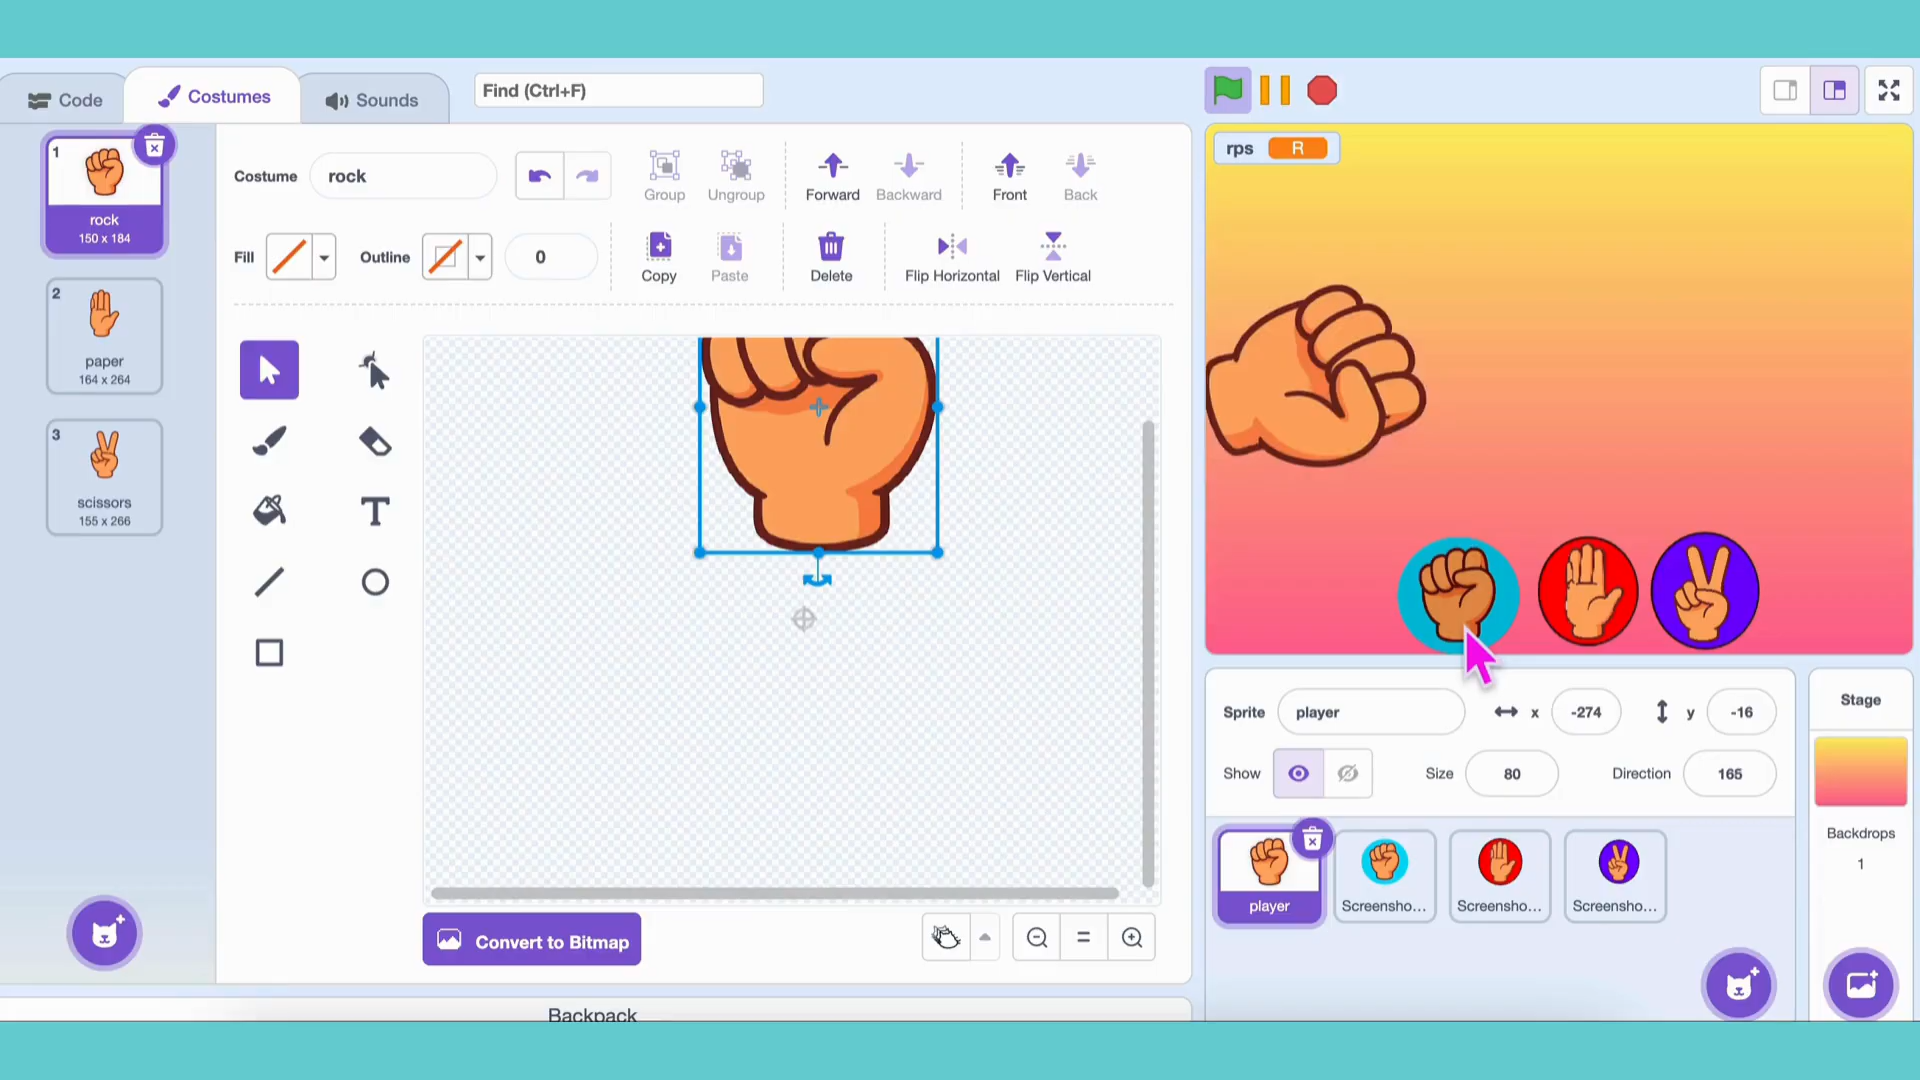 Code
Costumes
Sounds
Find (Ctrl+F)
1
rock
150 x 184
2
paper
164 x 264
3
scissors
155 x 266
Costume
rock
Group
Ungroup
Forward
Backward
Front
Back
Fill
Outline
0
Copy
Paste
Delete
Flip Horizontal
Flip Vertical
T
Convert to Bitmap
Backpack
rps R
Sprite
player
x
-274
y
-16
Show
Size
80
Direction
165
player
Screensho...
Screensho...
Screensho...
Stage
Backdrops
1